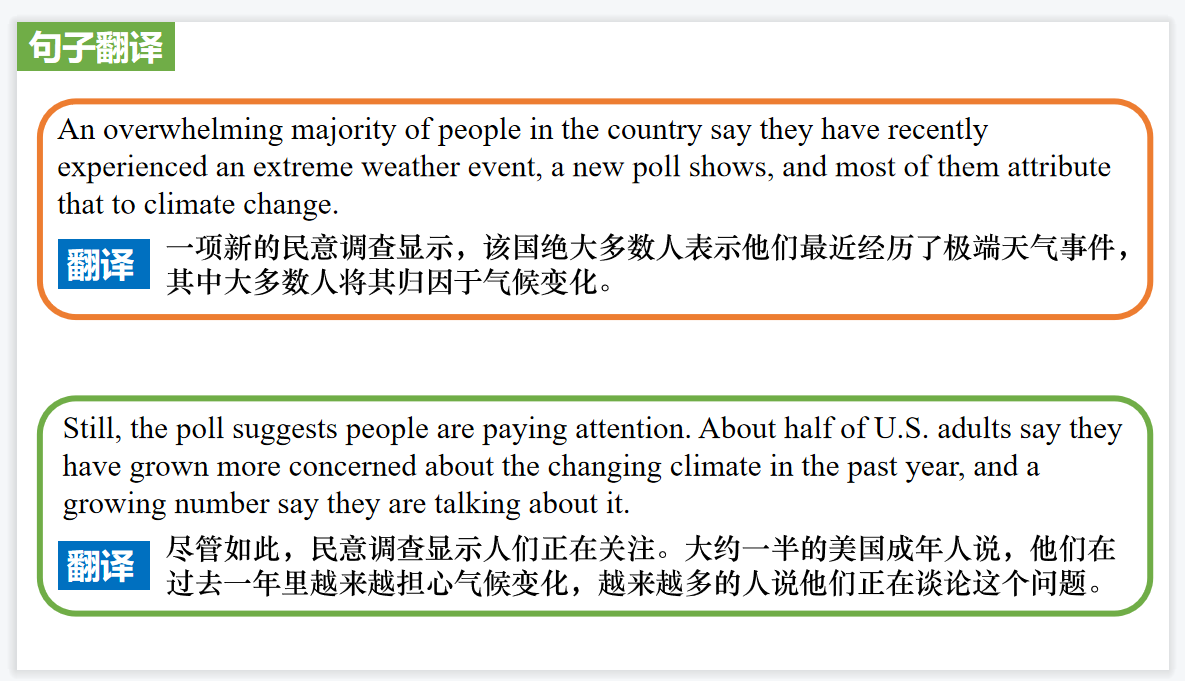 句子翻译
An overwhelming majority of people in the country say they have recently
experienced an extreme weather event, a new poll shows, and most of them attribute
that to climate change.
翻译
一项新的民意调查显示，该国绝大多数人表示他们最近经历了极端天气事件，
其中大多数人将其归因于气候变化。
Still, the poll suggests people are paying attention. About half of U.S. adults say they
have grown more concerned about the changing climate in the past year, and a
growing number say they are talking about it.
翻译
尽管如此，民意调查显示人们正在关注。大约一半的美国成年人说，他们在
过去一年里越来越担心气候变化，越来越多的人说他们正在谈论这个问题。